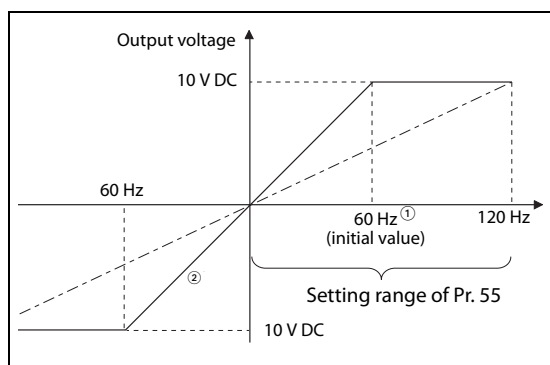 Output voltage
10 V DC
60 Hz
60 Hz ①
(initial value)
120 Hz
②
Setting range of Pr. 55
10 V DC